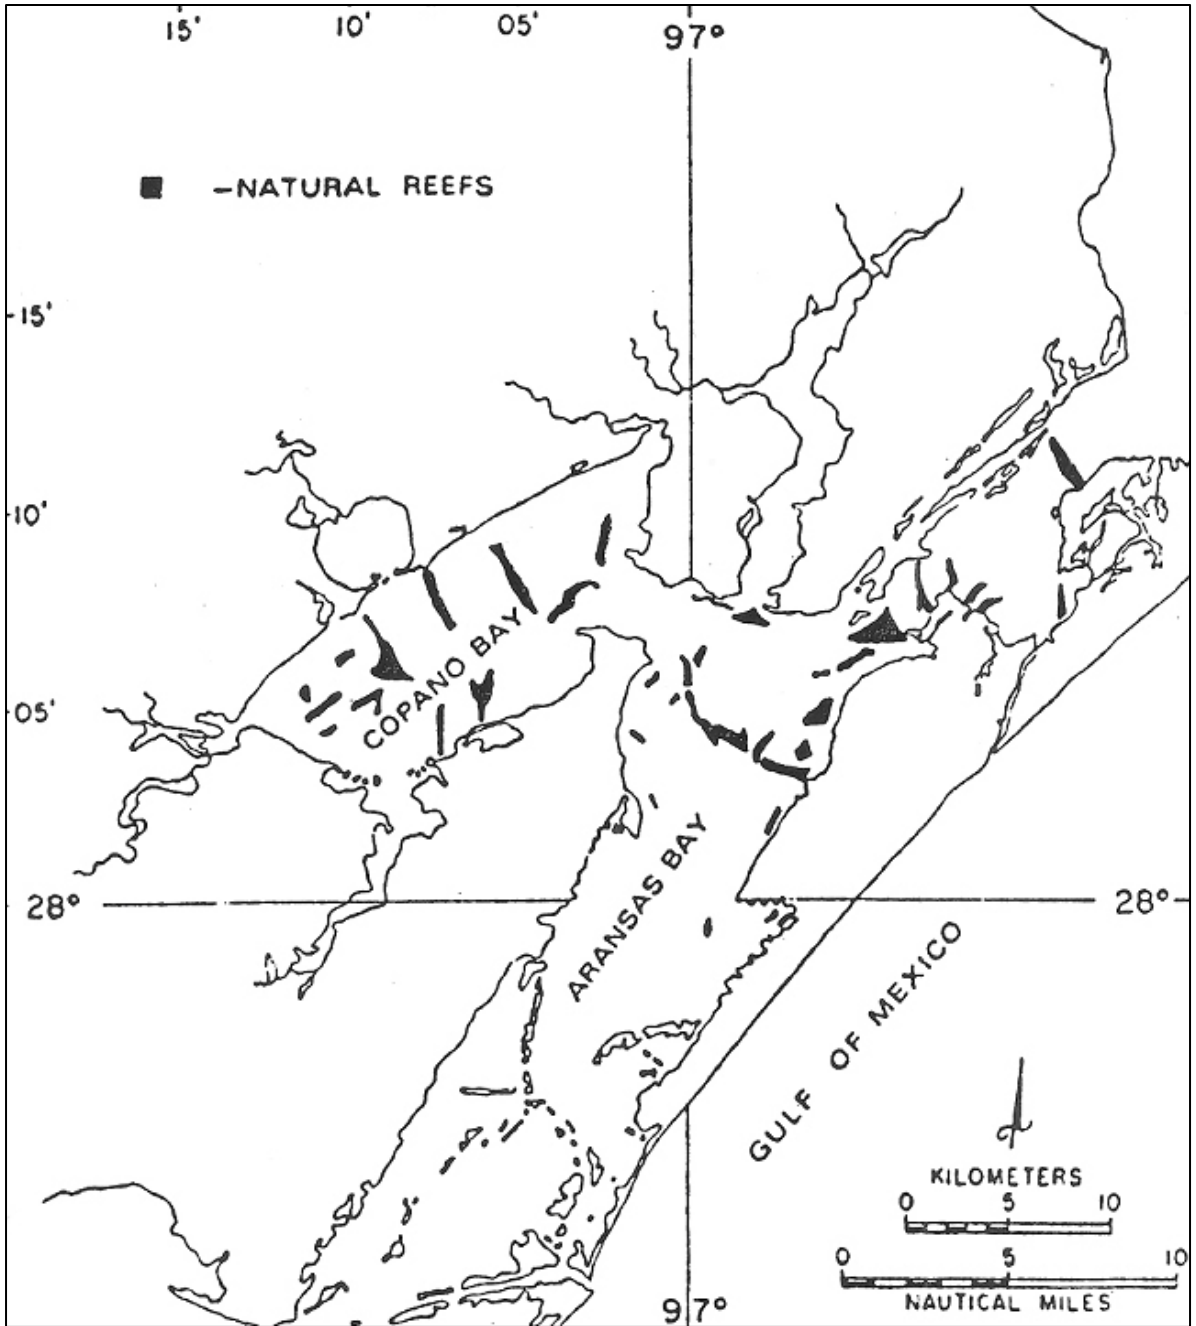 15' 10' 05' 97°
-NATURAL REEFS
15'
10'
COPANO BAY
05'
ARANSAS BAY
28° 28°
GULF OF MEXICO
KILOMETERS
0 5 10
0 5 10
NAUTICAL MILES
97°